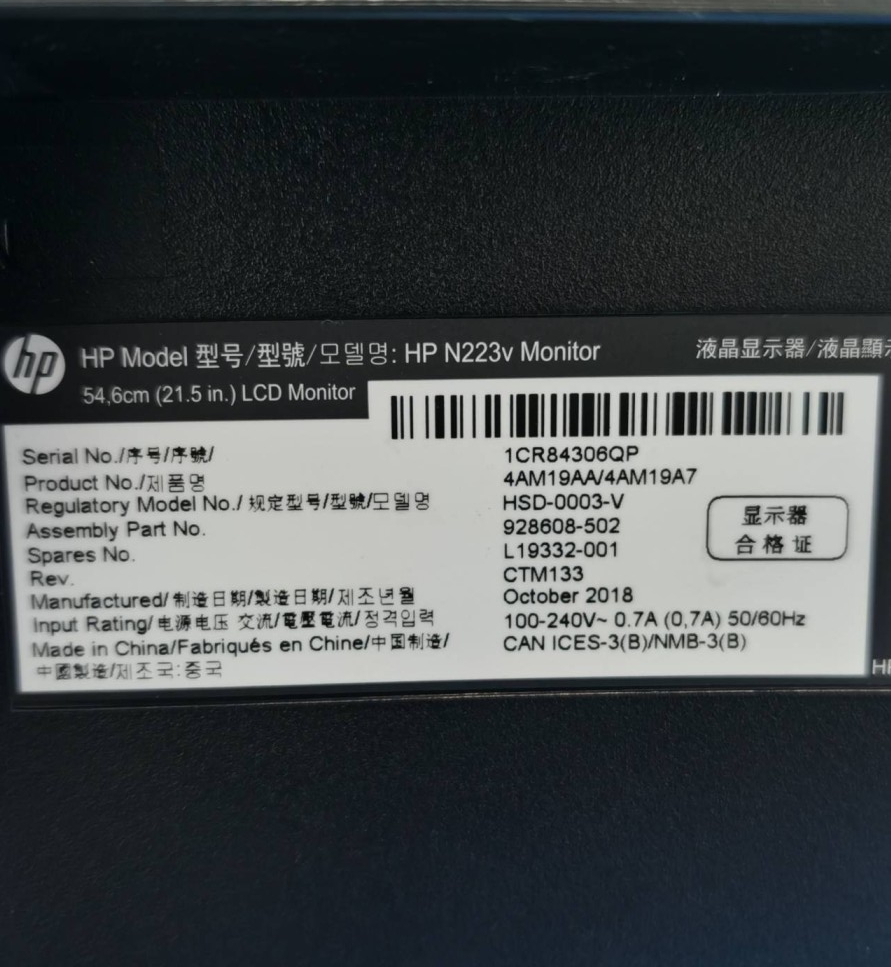 hp
HP Model 型号/型號/모델명: HP N223v Monitor
液晶显示器/液晶顯示
54,6cm (21.5 in.) LCD Monitor
Serial No./序号/序號/ 1CR84306QP
Product No./제품명 4AM19AA/4AM19A7
Regulatory Model No./ 规定型号/型號/모델명 HSD-0003-V
Assembly Part No. 928608-502
Spares No. L19332-001
Rev. CTM133
Manufactured/ 制造日期/製造日期/제조년월 October 2018
Input Rating/ 电源电压 交流/電壓電流/정격입력 100-240V~ 0.7A (0,7A) 50/60Hz
Made in China/Fabriqués en Chine/中国制造/ CAN ICES-3(B)/NMB-3(B)
中國製造/제조국:중국
显示器
合格证
HP